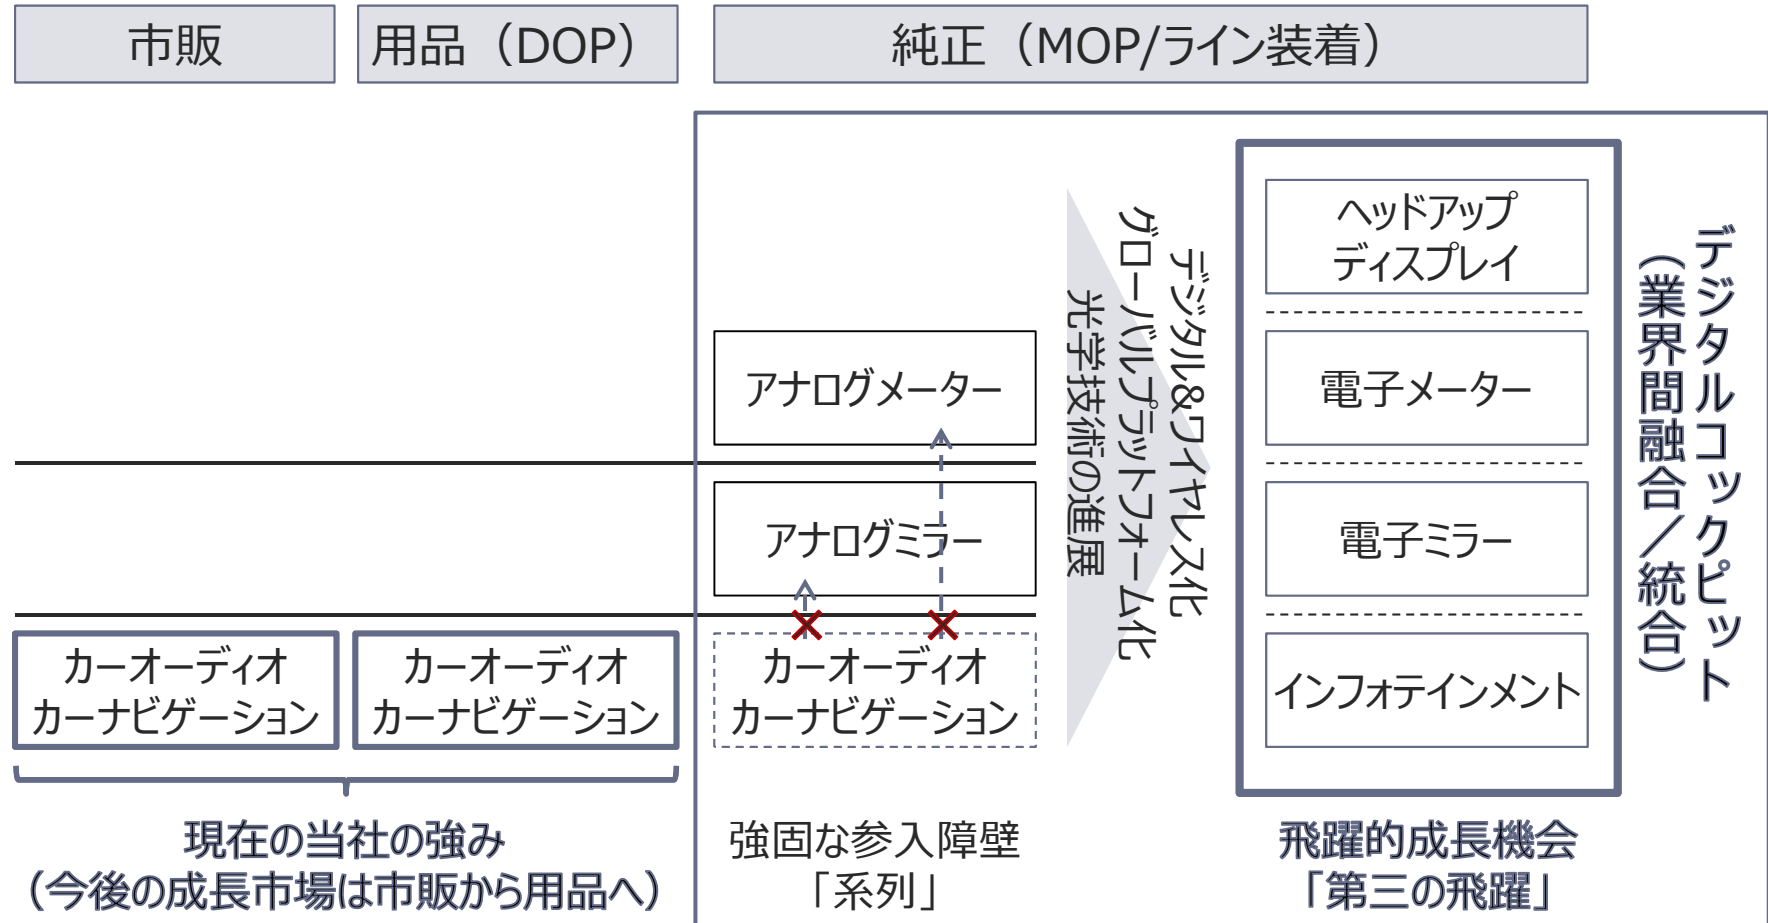 市販
用品（DOP）
純正（MOP/ライン装着）
アナログメーター
アナログミラー
カーオーディオ
カーナビゲーション
カーオーディオ
カーナビゲーション
カーオーディオ
カーナビゲーション
デジタル&ワイヤレス化
グローバルプラットフォーム化
光学技術の進展
ヘッドアップ
ディスプレイ
電子メーター
電子ミラー
インフォテインメント
デジタルコックピット
（業界間融合／統合）
現在の当社の強み
（今後の成長市場は市販から用品へ）
強固な参入障壁
「系列」
飛躍的成長機会
「第三の飛躍」